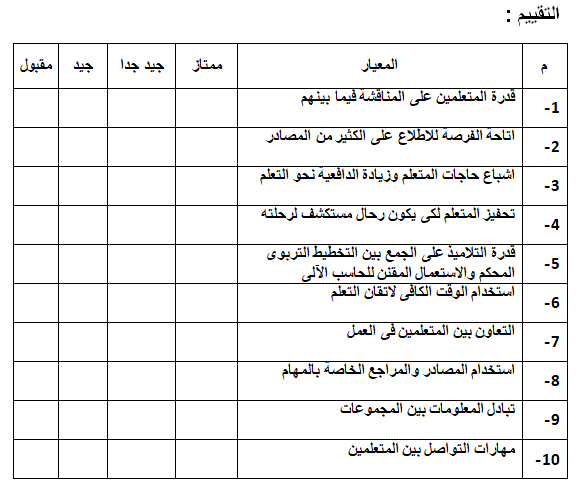 التقييم :
م المعيار ممتاز جيد جدا جيد مقبول
1- قدرة المتعلمين على المناقشة فيما بينهم
2- اتاحة الفرصة للاطلاع على الكثير من المصادر
3- اشباع حاجات المتعلم وزيادة الدافعية نحو التعلم
4- تحفيز المتعلم لكى يكون رحال مستكشف لرحلته
5- قدرة التلاميذ على الجمع بين التخطيط التربوى
المحكم والاستعمال المقنن للحاسب الآلى
6- استخدام الوقت الكافى لاتقان التعلم
7- التعاون بين المتعلمين فى العمل
8- استخدام المصادر والمراجع الخاصة بالمهام
9- تبادل المعلومات بين المجموعات
10- مهارات التواصل بين المتعلمين